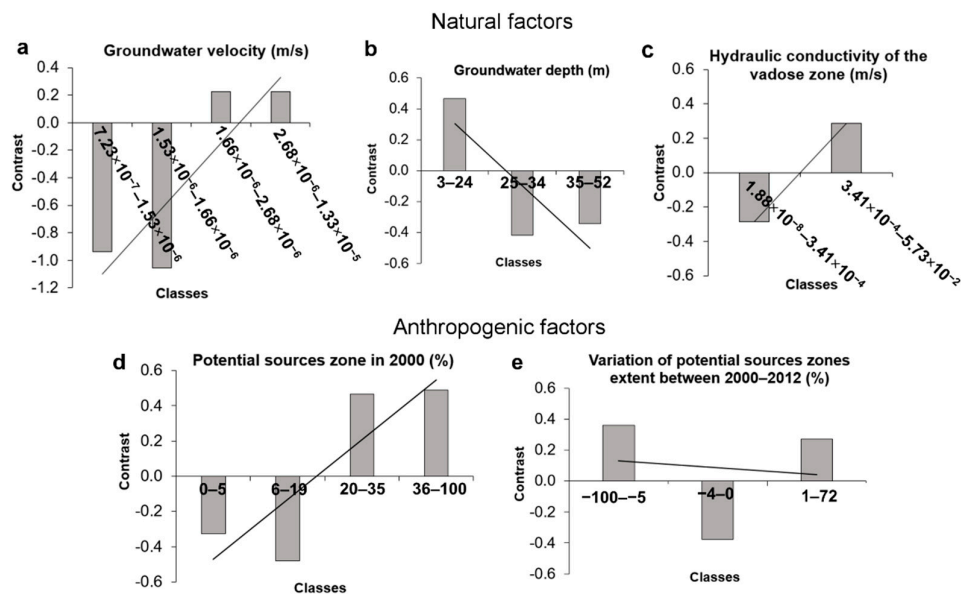 Natural factors
a
Groundwater velocity (m/s)
0.4
0.2
0.0
−0.2
−0.4
−0.6
−0.8
−1.0
−1.2
Contrast
7.23×10⁻⁷–1.53×10⁻⁶
1.53×10⁻⁶–1.66×10⁻⁶
1.66×10⁻⁶–2.68×10⁻⁶
2.68×10⁻⁶–1.33×10⁻⁵
Classes
b
Groundwater depth (m)
0.6
0.4
0.2
0.0
-0.2
-0.4
-0.6
Contrast
3–24
25–34
35–52
Classes
c
Hydraulic conductivity of the
vadose zone (m/s)
0.6
0.4
0.2
0.0
-0.2
-0.4
-0.6
Contrast
1.88×10⁻⁸–3.41×10⁻⁴
3.41×10⁻⁴–5.73×10⁻²
Classes
Anthropogenic factors
d
Potential sources zone in 2000 (%)
0.6
0.4
0.2
0.0
-0.2
-0.4
-0.6
Contrast
0–5
6–19
20–35
36–100
Classes
e
Variation of potential sources zones
extent between 2000–2012 (%)
0.6
0.4
0.2
0.0
-0.2
-0.4
-0.6
Contrast
−100–−5
−4–0
1–72
Classes